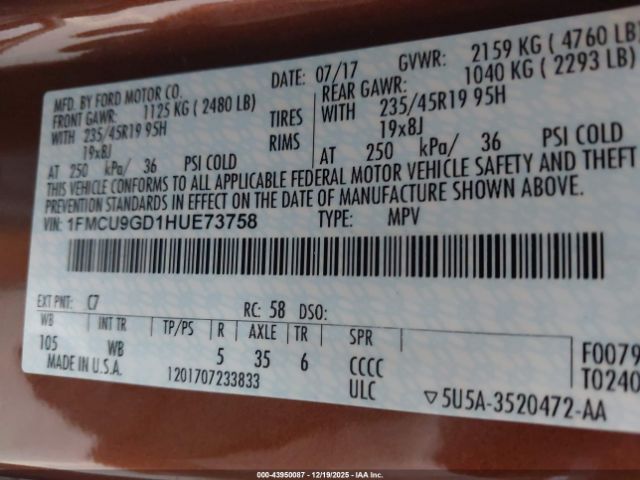 MFD. BY FORD MOTOR CO.
DATE: 07/17
GVWR: 2159 KG ( 4760 LB)
FRONT GAWR: 1125 KG ( 2480 LB)
REAR GAWR: 1040 KG ( 2293 LB)
WITH 235/45R19 95H TIRES WITH 235/45R19 95H
19x8J RIMS 19x8J
AT 250 kPa/ 36 PSI COLD AT 250 kPa/ 36 PSI COLD
THIS VEHICLE CONFORMS TO ALL APPLICABLE FEDERAL MOTOR VEHICLE SAFETY AND THEFT
PREVENTION STANDARDS IN EFFECT ON THE DATE OF MANUFACTURE SHOWN ABOVE.
VIN: 1FMCU9GD1HUE73758 TYPE: MPV
EXT PNT: C7 RC: 58 DSO:
WB INT TR TP/PS R AXLE TR SPR
105 WB 5 35 6 CCCC
F0079
MADE IN U.S.A. 1201707233833 ULC
T0240
▽5U5A-3520472-AA
000-43950087 - 12/19/2025 - IAA Inc.